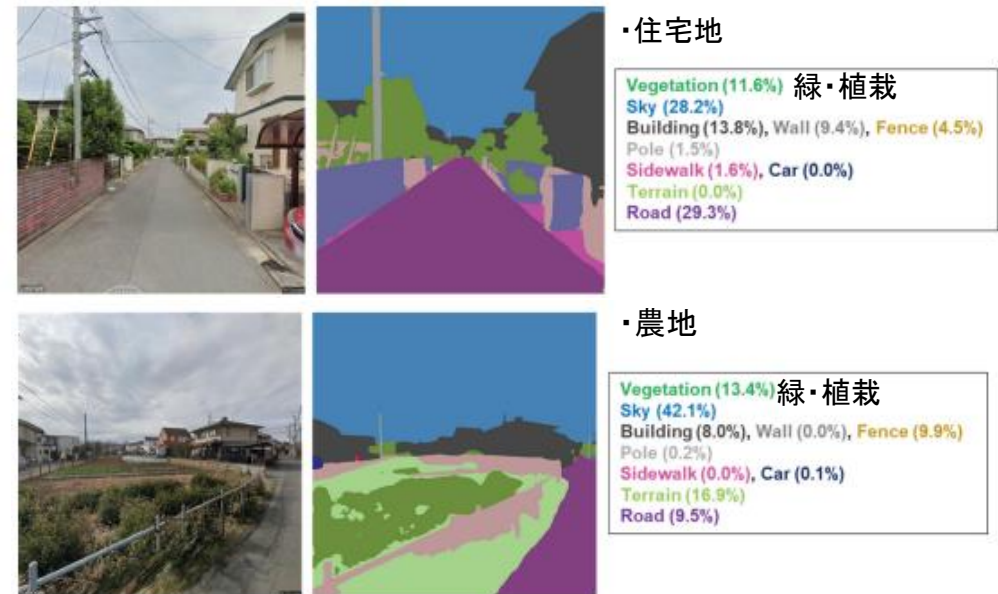 ・住宅地
Vegetation (11.6%) 緑・植栽
Sky (28.2%)
Building (13.8%), Wall (9.4%), Fence (4.5%)
Pole (1.5%)
Sidewalk (1.6%), Car (0.0%)
Terrain (0.0%)
Road (29.3%)
・農地
Vegetation (13.4%) 緑・植栽
Sky (42.1%)
Building (8.0%), Wall (0.0%), Fence (9.9%)
Pole (0.2%)
Sidewalk (0.0%), Car (0.1%)
Terrain (16.9%)
Road (9.5%)